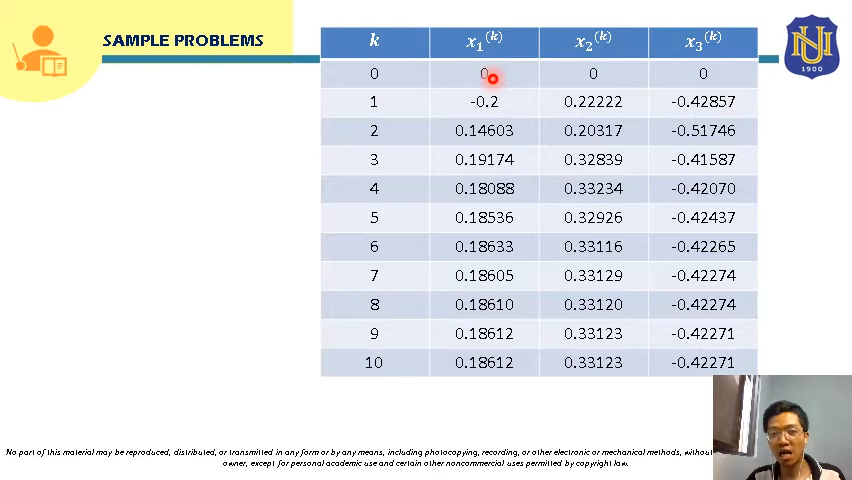 SAMPLE PROBLEMS
k x₁⁽ᵏ⁾ x₂⁽ᵏ⁾ x₃⁽ᵏ⁾
0 0 0 0
1 -0.2 0.22222 -0.42857
2 0.14603 0.20317 -0.51746
3 0.19174 0.32839 -0.41587
4 0.18088 0.33234 -0.42070
5 0.18536 0.32926 -0.42437
6 0.18633 0.33116 -0.42265
7 0.18605 0.33129 -0.42274
8 0.18610 0.33120 -0.42274
9 0.18612 0.33123 -0.42271
10 0.18612 0.33123 -0.42271
NU
1900
No part of this material may be reproduced, distributed, or transmitted in any form or by any means, including photocopying, recording, or other electronic or mechanical methods, without
owner, except for personal academic use and certain other noncommercial uses permitted by copyright law.